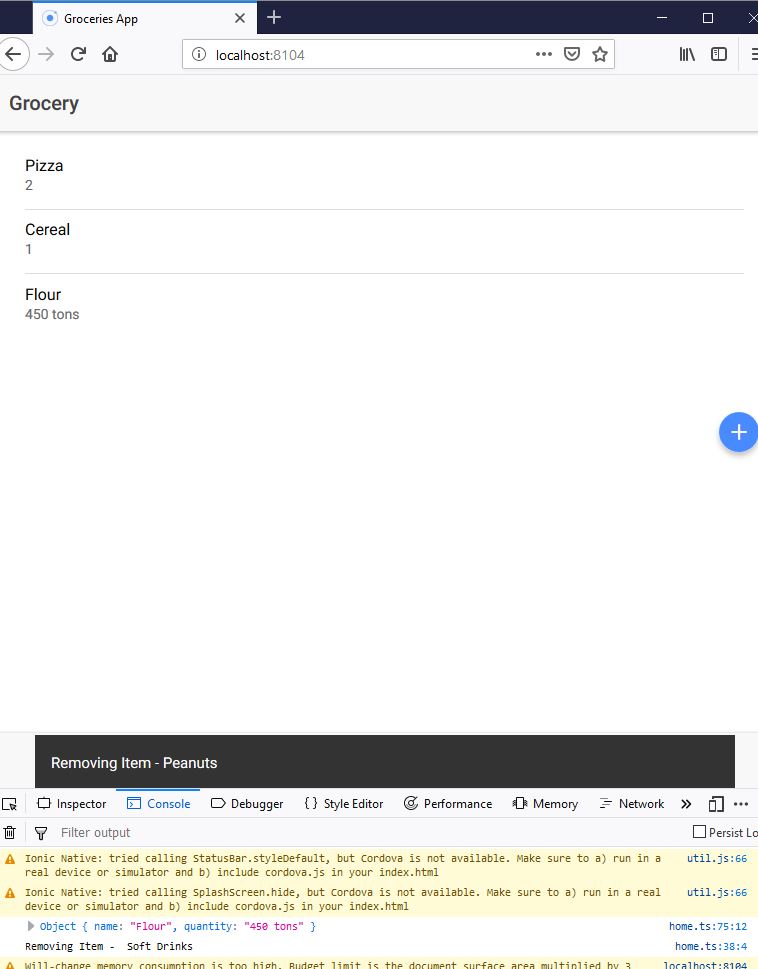 Groceries App
localhost:8104
Grocery
Pizza
2
Cereal
1
Flour
450 tons
Removing Item - Peanuts
Inspector Console Debugger { } Style Editor Performance Memory Network
Filter output Persist Lo
Ionic Native: tried calling StatusBar.styleDefault, but Cordova is not available. Make sure to a) run in a util.js:66
real device or simulator and b) include cordova.js in your index.html
Ionic Native: tried calling SplashScreen.hide, but Cordova is not available. Make sure to a) run in a real util.js:66
device or simulator and b) include cordova.js in your index.html
Object { name: "Flour", quantity: "450 tons" } home.ts:75:12
Removing Item -  Soft Drinks home.ts:38:4
Will-change memory consumption is too high. Budget limit is the document surface area multiplied by 3 localhost:8104